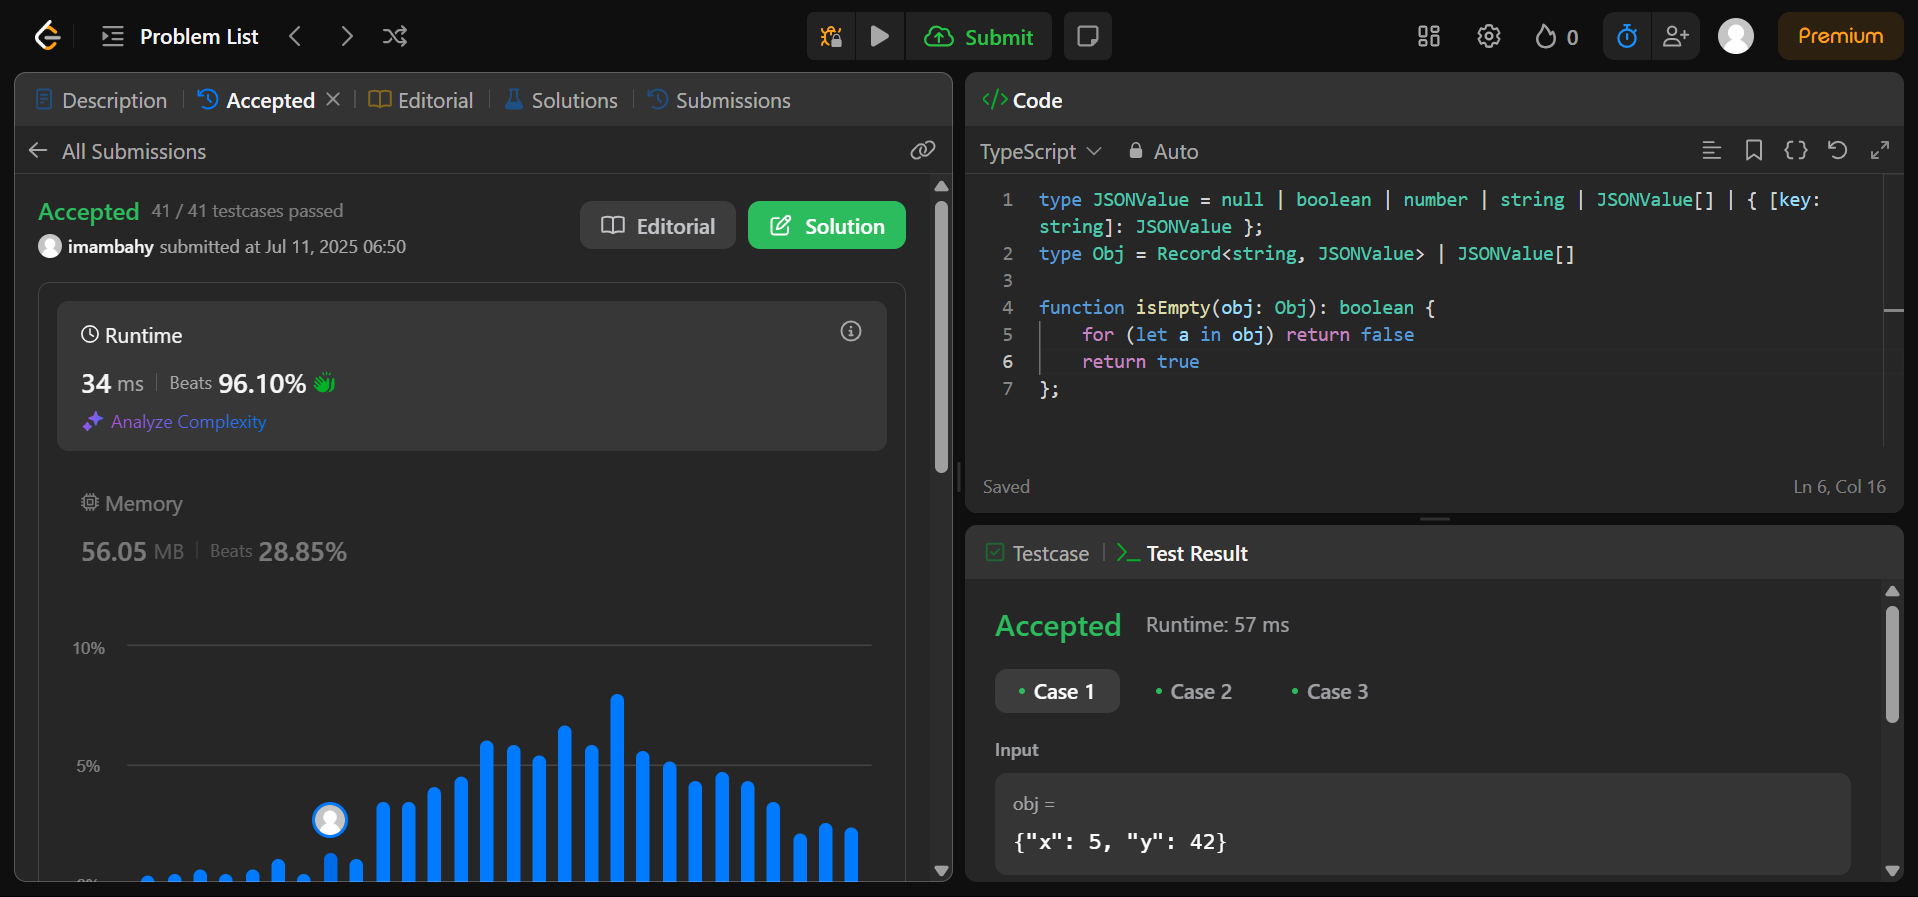 Problem List
Submit
0
Premium
Description
Accepted
Editorial
Solutions
Submissions
All Submissions
Accepted 41 / 41 testcases passed
imambahy submitted at Jul 11, 2025 06:50
Editorial
Solution
Runtime
34 ms
Beats 96.10%
Analyze Complexity
Memory
56.05 MB
Beats 28.85%
10%
5%
0%
</> Code
TypeScript
Auto
1 type JSONValue = null | boolean | number | string | JSONValue[] | { [key:
string]: JSONValue };
2 type Obj = Record<string, JSONValue> | JSONValue[]
3
4 function isEmpty(obj: Obj): boolean {
5     for (let a in obj) return false
6     return true
7 };
Saved
Ln 6, Col 16
Testcase
Test Result
Accepted
Runtime: 57 ms
Case 1
Case 2
Case 3
Input
obj =
{"x": 5, "y": 42}